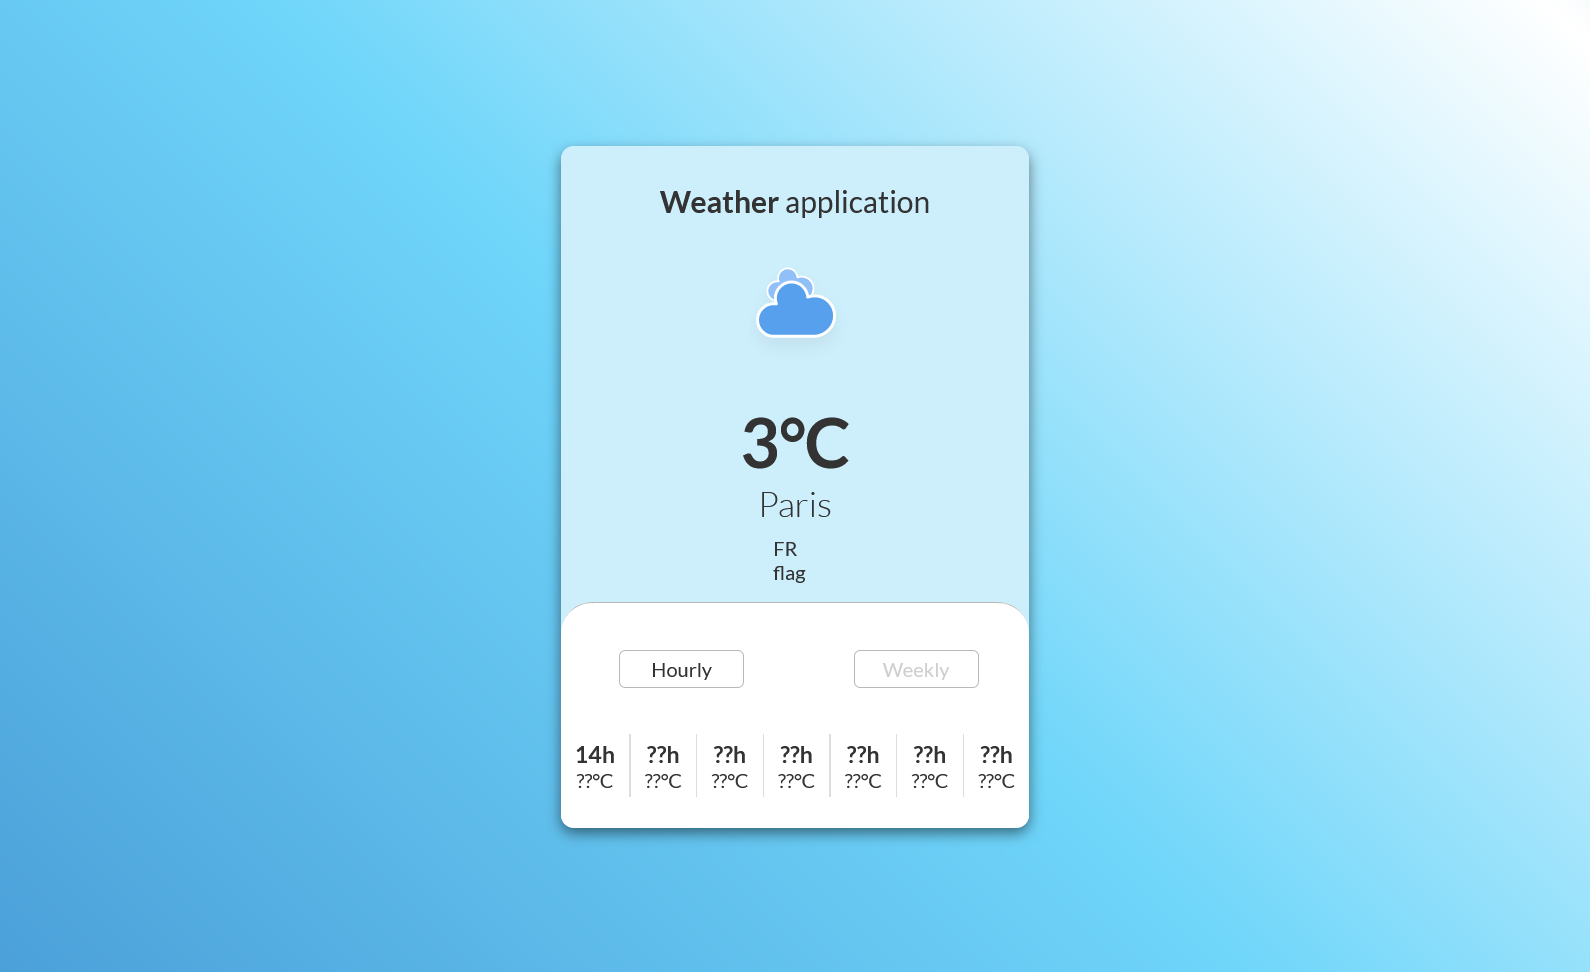 Weather application
3°C
Paris
FR
flag
Hourly Weekly
14h ??h ??h ??h ??h ??h ??h
??°C ??°C ??°C ??°C ??°C ??°C ??°C